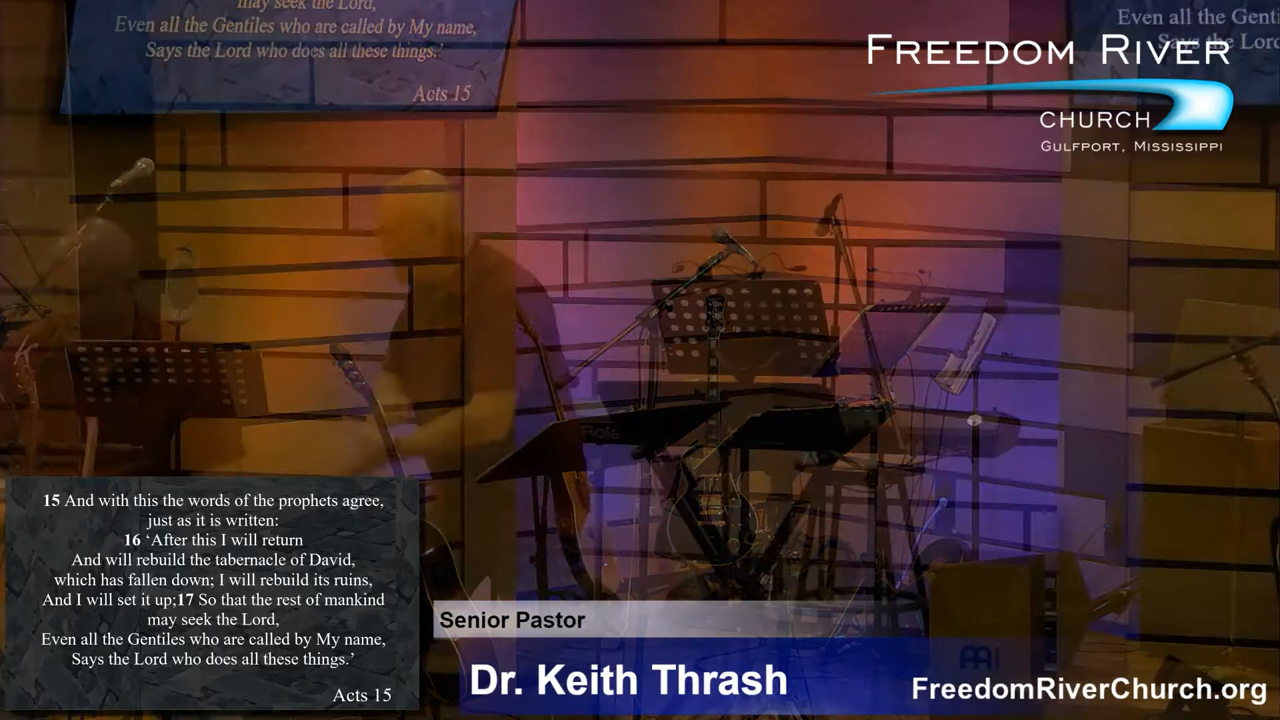 may seek the Lord,
Even all the Gentiles who are called by My name,
Says the Lord who does all these things.'
Acts 15
Even all the Genti
Says the Lord
FREEDOM RIVER
CHURCH
GULFPORT, MISSISSIPPI
Rola
15 And with this the words of the prophets agree,
just as it is written:
16 ‘After this I will return
And will rebuild the tabernacle of David,
which has fallen down; I will rebuild its ruins,
And I will set it up;17 So that the rest of mankind
may seek the Lord,
Even all the Gentiles who are called by My name,
Says the Lord who does all these things.’
Acts 15
Senior Pastor
Dr. Keith Thrash
FreedomRiverChurch.org